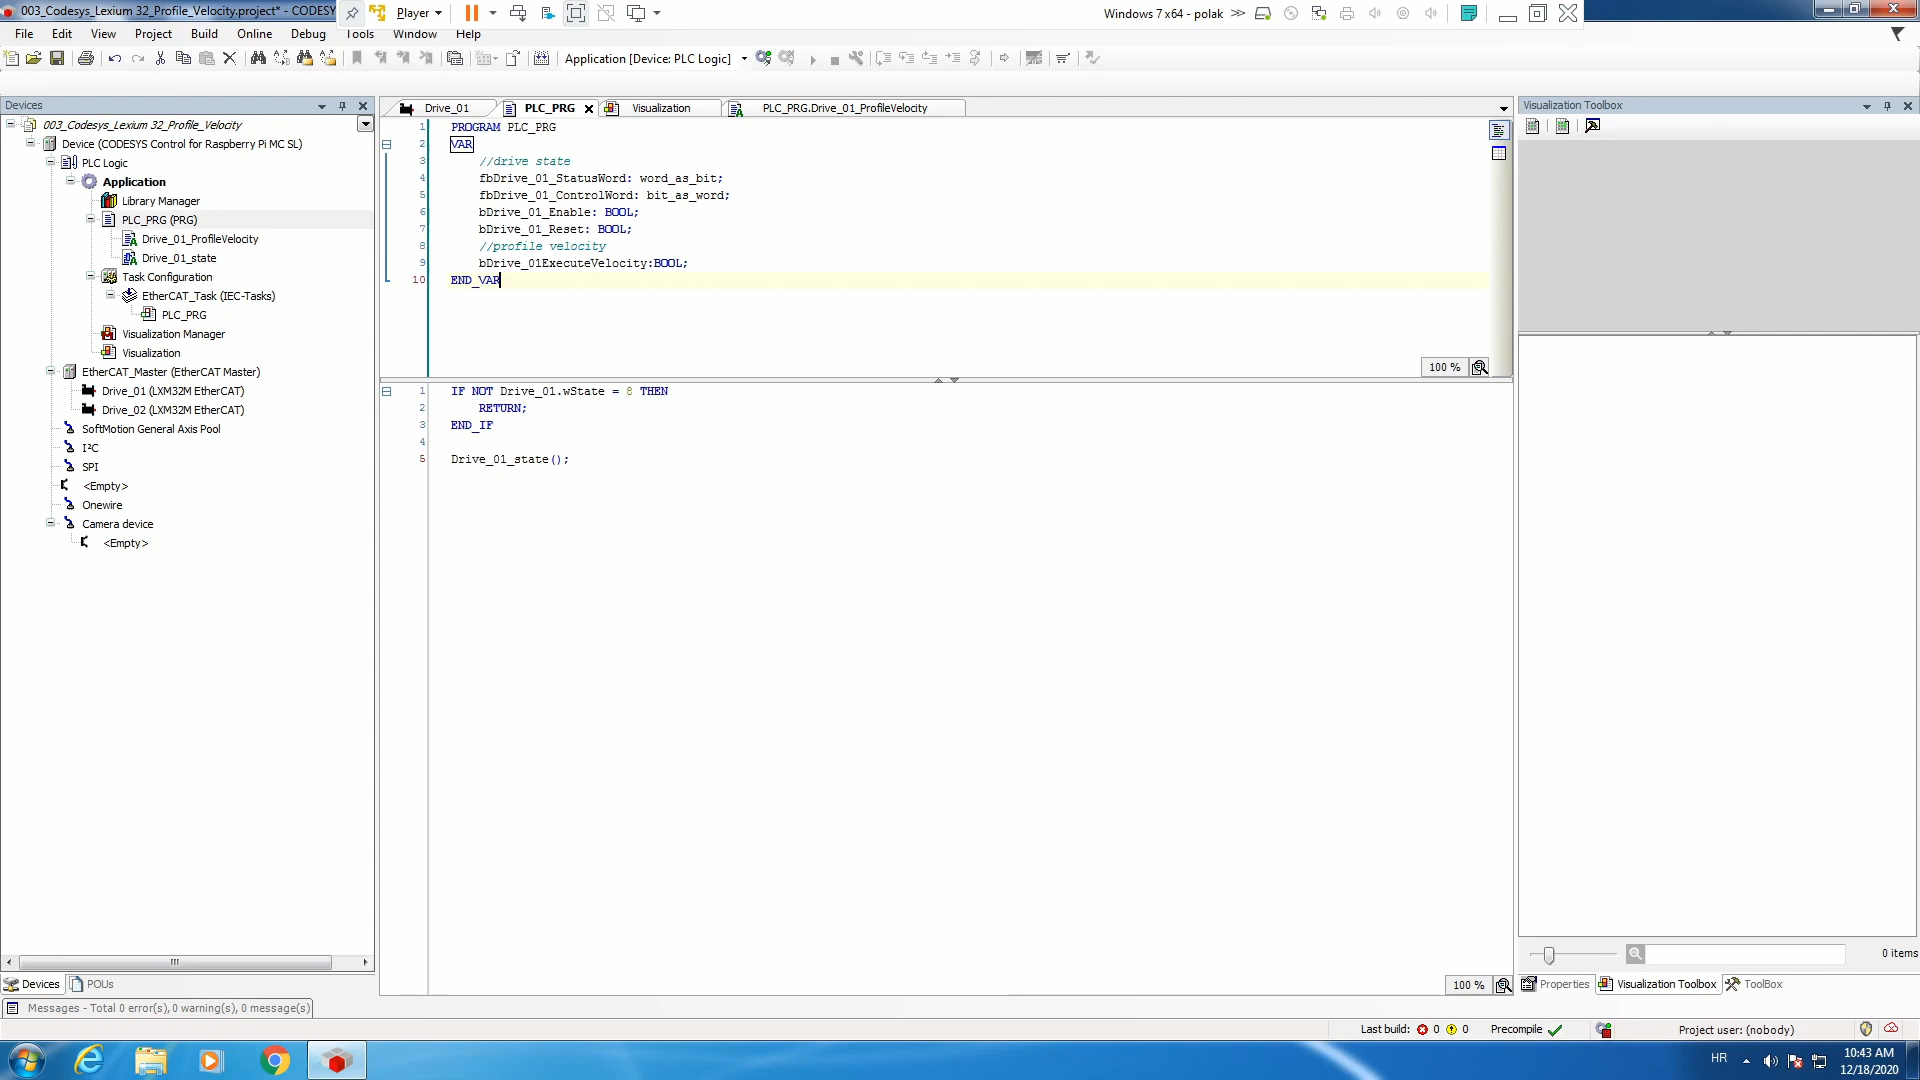 003_Codesys_Lexium 32_Profile_Velocity.project* - CODESY
Player
Windows 7 x64 - polak
File Edit View Project Build Online Debug Tools Window Help
Application [Device: PLC Logic]
Devices
003_Codesys_Lexium 32_Profile_Velocity
Device (CODESYS Control for Raspberry Pi MC SL)
PLC Logic
Application
Library Manager
PLC_PRG (PRG)
Drive_01_ProfileVelocity
Drive_01_state
Task Configuration
EtherCAT_Task (IEC-Tasks)
PLC_PRG
Visualization Manager
Visualization
EtherCAT_Master (EtherCAT Master)
Drive_01 (LXM32M EtherCAT)
Drive_02 (LXM32M EtherCAT)
SoftMotion General Axis Pool
I²C
SPI
<Empty>
Onewire
Camera device
<Empty>
Devices POUs
Messages - Total 0 error(s), 0 warning(s), 0 message(s)
Drive_01 PLC_PRG Visualization PLC_PRG.Drive_01_ProfileVelocity
1 PROGRAM PLC_PRG
2 VAR
3 //drive state
4 fbDrive_01_StatusWord: word_as_bit;
5 fbDrive_01_ControlWord: bit_as_word;
6 bDrive_01_Enable: BOOL;
7 bDrive_01_Reset: BOOL;
8 //profile velocity
9 bDrive_01ExecuteVelocity:BOOL;
10 END_VAR
100 %
1 IF NOT Drive_01.wState = 8 THEN
2 RETURN;
3 END_IF
4
5 Drive_01_state();
100 %
Visualization Toolbox
0 items
Properties Visualization Toolbox ToolBox
Last build: 0 0 Precompile Project user: (nobody)
HR
10:43 AM
12/18/2020